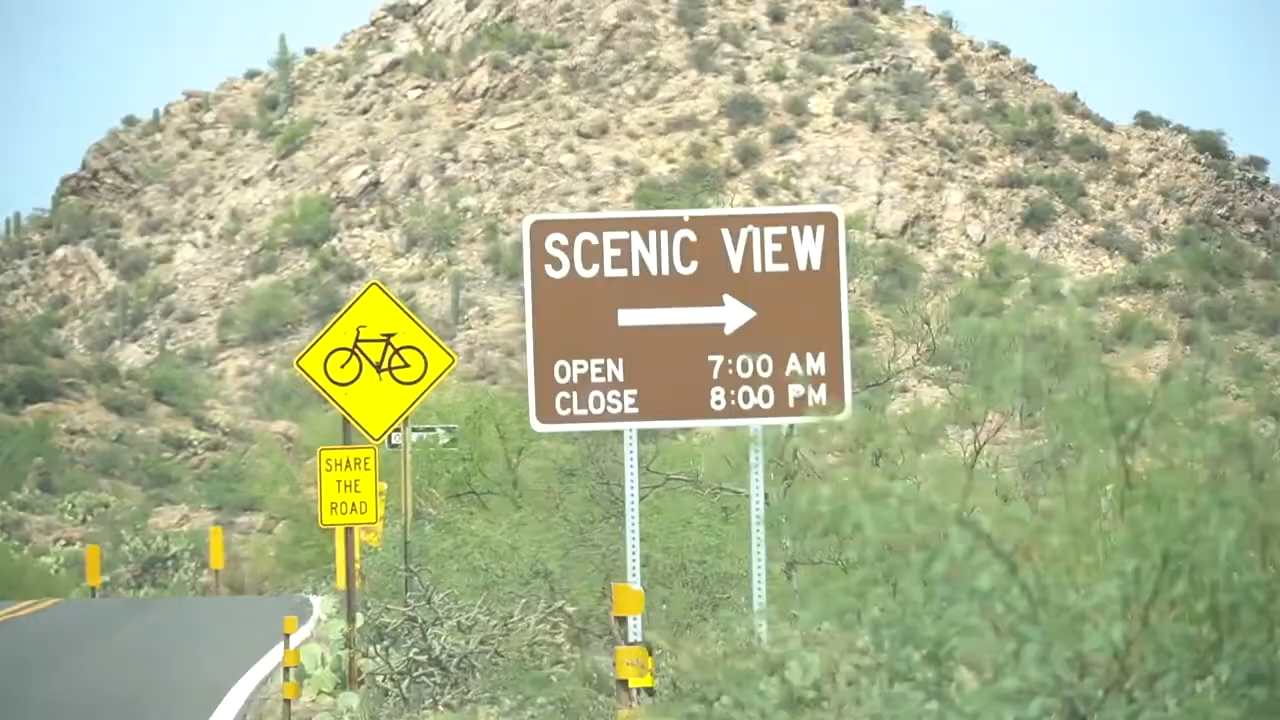 SCENIC VIEW
OPEN 7:00 AM
CLOSE 8:00 PM
SHARE
THE
ROAD